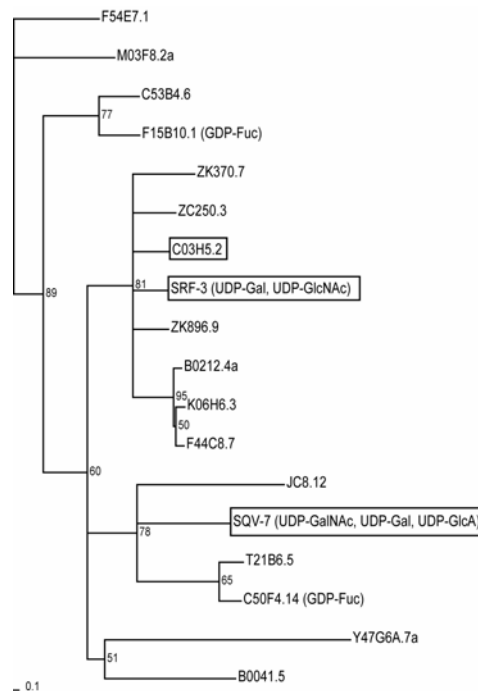 F54E7.1
M03F8.2a
C53B4.6
77
F15B10.1 (GDP-Fuc)
ZK370.7
ZC250.3
C03H5.2
89
81
SRF-3 (UDP-Gal, UDP-GlcNAc)
ZK896.9
B0212.4a
95
K06H6.3
50
F44C8.7
60
JC8.12
SQV-7 (UDP-GalNAc, UDP-Gal, UDP-GlcA)
78
T21B6.5
65
C50F4.14 (GDP-Fuc)
Y47G6A.7a
51
B0041.5
0.1